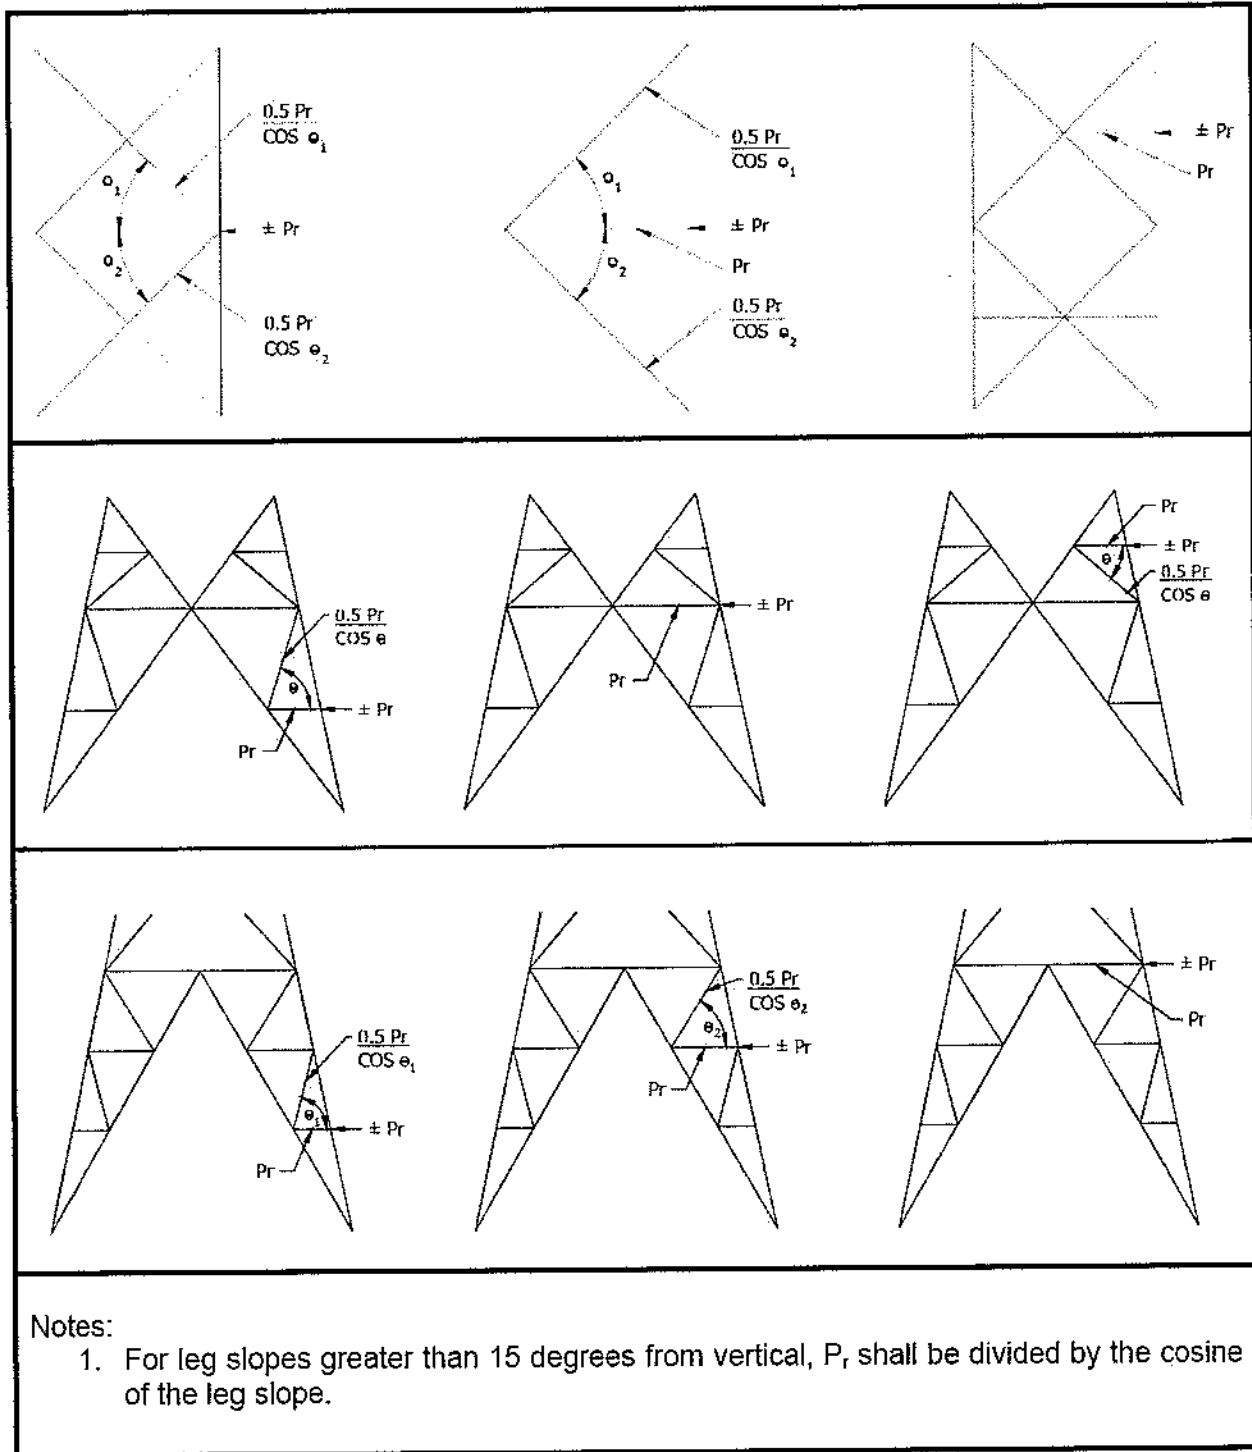 0.5 Pr
COS θ₁
θ₁
± Pr
θ₂
0.5 Pr
COS θ₂
0.5 Pr
COS θ₁
θ₁
± Pr
θ₂
Pr
0.5 Pr
COS θ₂
± Pr
Pr
0.5 Pr
COS θ
θ
± Pr
Pr
± Pr
Pr
Pr
± Pr
θ
0.5 Pr
COS θ
0.5 Pr
COS θ₁
θ₁
± Pr
Pr
0.5 Pr
COS θ₂
θ₂
± Pr
Pr
± Pr
Pr
Notes:
1. For leg slopes greater than 15 degrees from vertical, Pᵣ shall be divided by the cosine
of the leg slope.